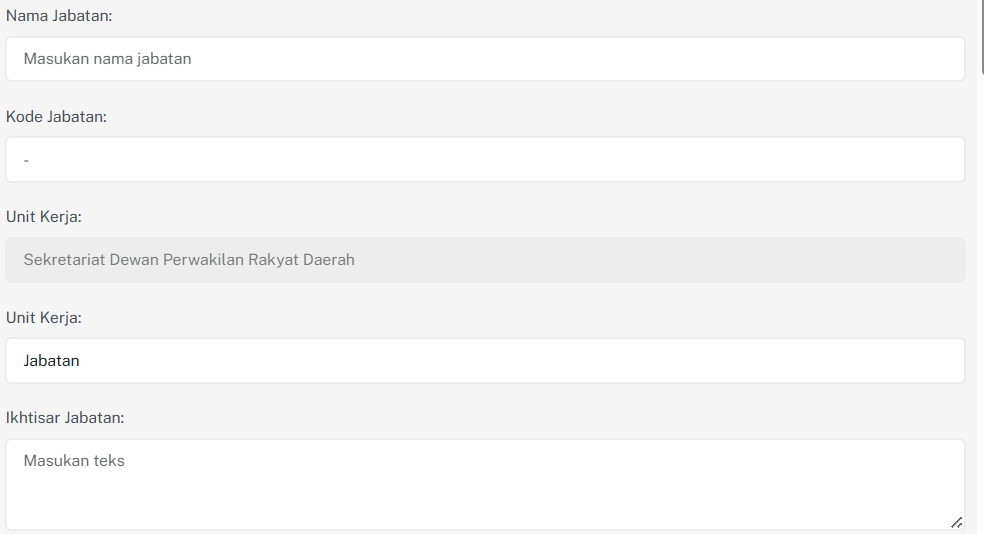 Nama Jabatan:
Masukan nama jabatan
Kode Jabatan:
-
Unit Kerja:
Sekretariat Dewan Perwakilan Rakyat Daerah
Unit Kerja:
Jabatan
Ikhtisar Jabatan:
Masukan teks